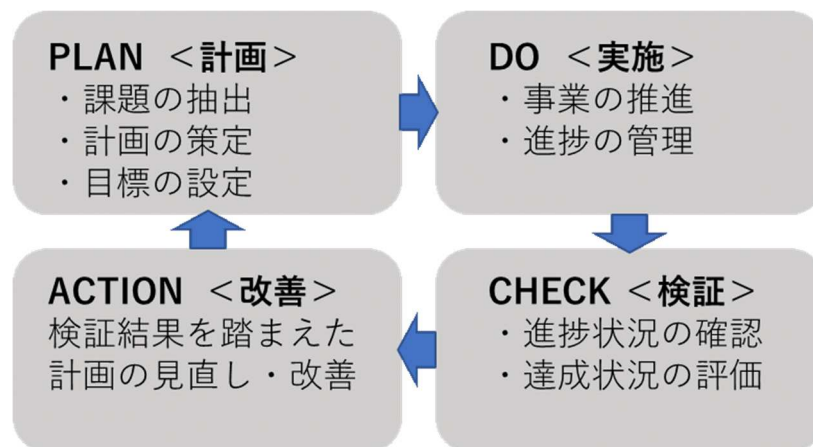 PLAN ＜計画＞
・課題の抽出
・計画の策定
・目標の設定
DO ＜実施＞
・事業の推進
・進捗の管理
CHECK ＜検証＞
・進捗状況の確認
・達成状況の評価
ACTION ＜改善＞
検証結果を踏まえた
計画の見直し・改善